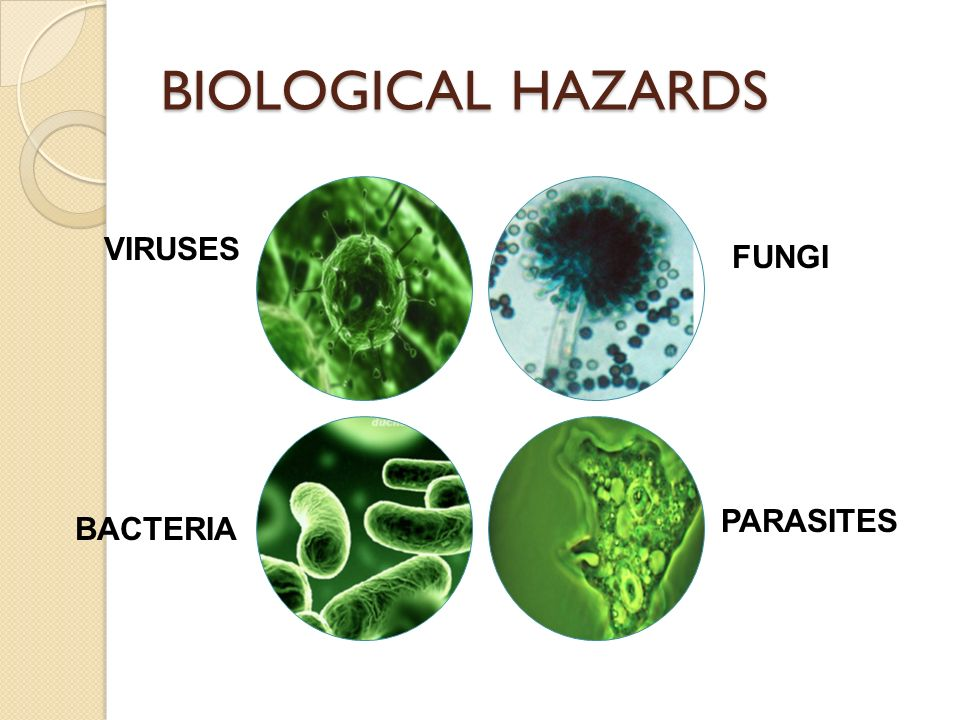 BIOLOGICAL HAZARDS
VIRUSES
FUNGI
BACTERIA
PARASITES